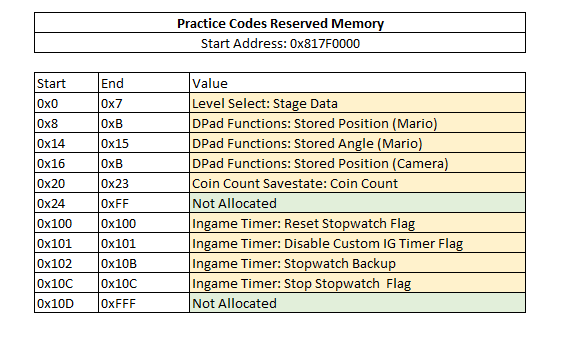 Practice Codes Reserved Memory
Start Address: 0x817F0000
Start End Value
0x0 0x7 Level Select: Stage Data
0x8 0xB DPad Functions: Stored Position (Mario)
0x14 0x15 DPad Functions: Stored Angle (Mario)
0x16 0xB DPad Functions: Stored Position (Camera)
0x20 0x23 Coin Count Savestate: Coin Count
0x24 0xFF Not Allocated
0x100 0x100 Ingame Timer: Reset Stopwatch Flag
0x101 0x101 Ingame Timer: Disable Custom IG Timer Flag
0x102 0x10B Ingame Timer: Stopwatch Backup
0x10C 0x10C Ingame Timer: Stop Stopwatch Flag
0x10D 0xFFF Not Allocated